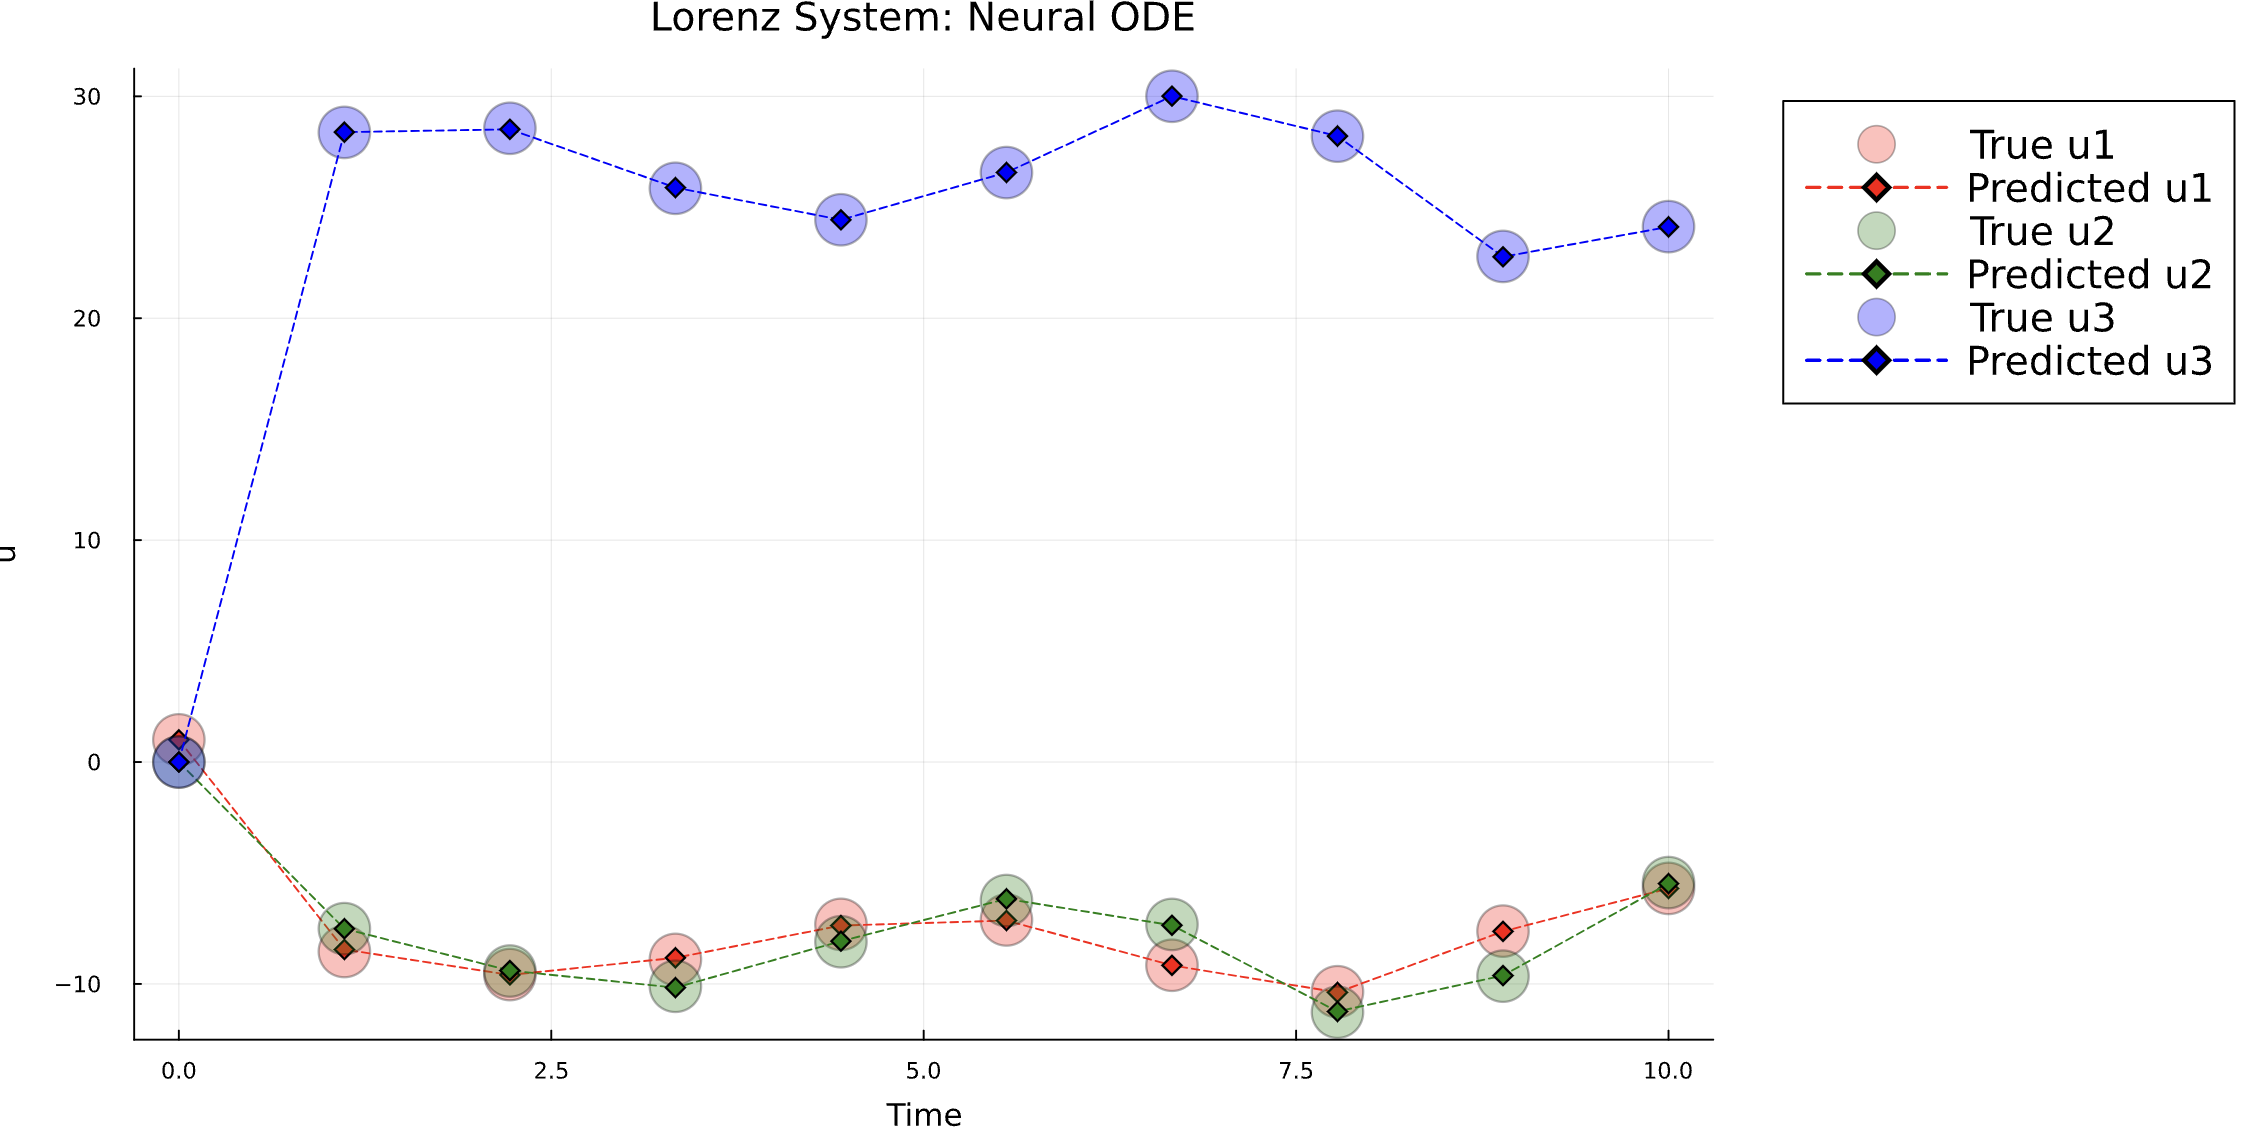 Lorenz System: Neural ODE
30
20
10
0
−10
u
0.0
2.5
5.0
7.5
10.0
Time
True u1
Predicted u1
True u2
Predicted u2
True u3
Predicted u3